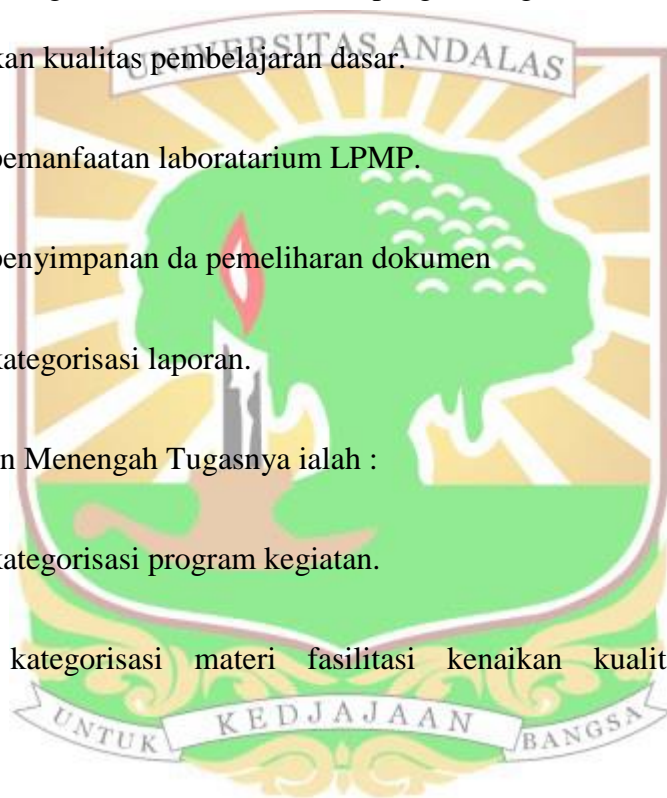 UNIVERSITAS ANDALAS
kan kualitas pembelajaran dasar.
pemanfaatan laboratarium LPMP.
penyimpanan da pemeliharan dokumen
kategorisasi laporan.
n Menengah Tugasnya ialah :
kategorisasi program kegiatan.
kategorisasi materi fasilitasi kenaikan kualit
UNTUK KEDJAJAAN BANGSA